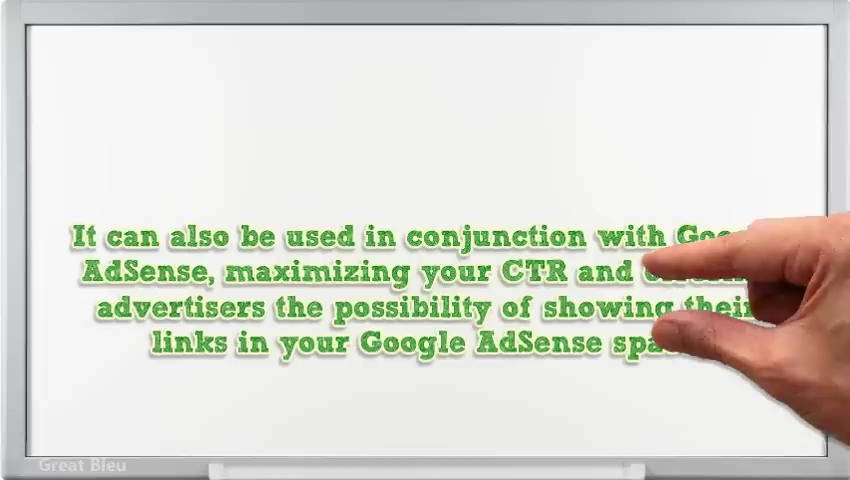 It can also be used in conjunction with
AdSense, maximizing your CTR and
advertisers the possibility of showing their
links in your Google AdSense
Great Bleu